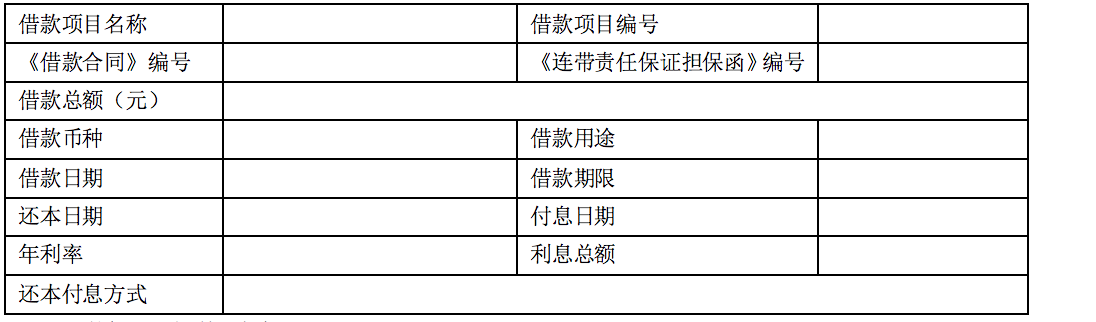 借款项目名称 借款项目编号
《借款合同》编号 《连带责任保证担保函》编号
借款总额（元）
借款币种 借款用途
借款日期 借款期限
还本日期 付息日期
年利率 利息总额
还本付息方式